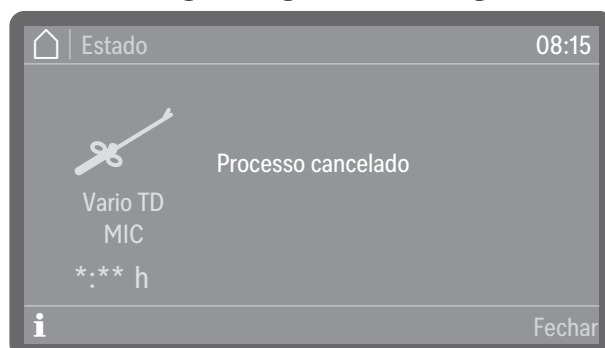 Estado 08:15
Processo cancelado
Vario TD
MIC
*:** h
i Fechar